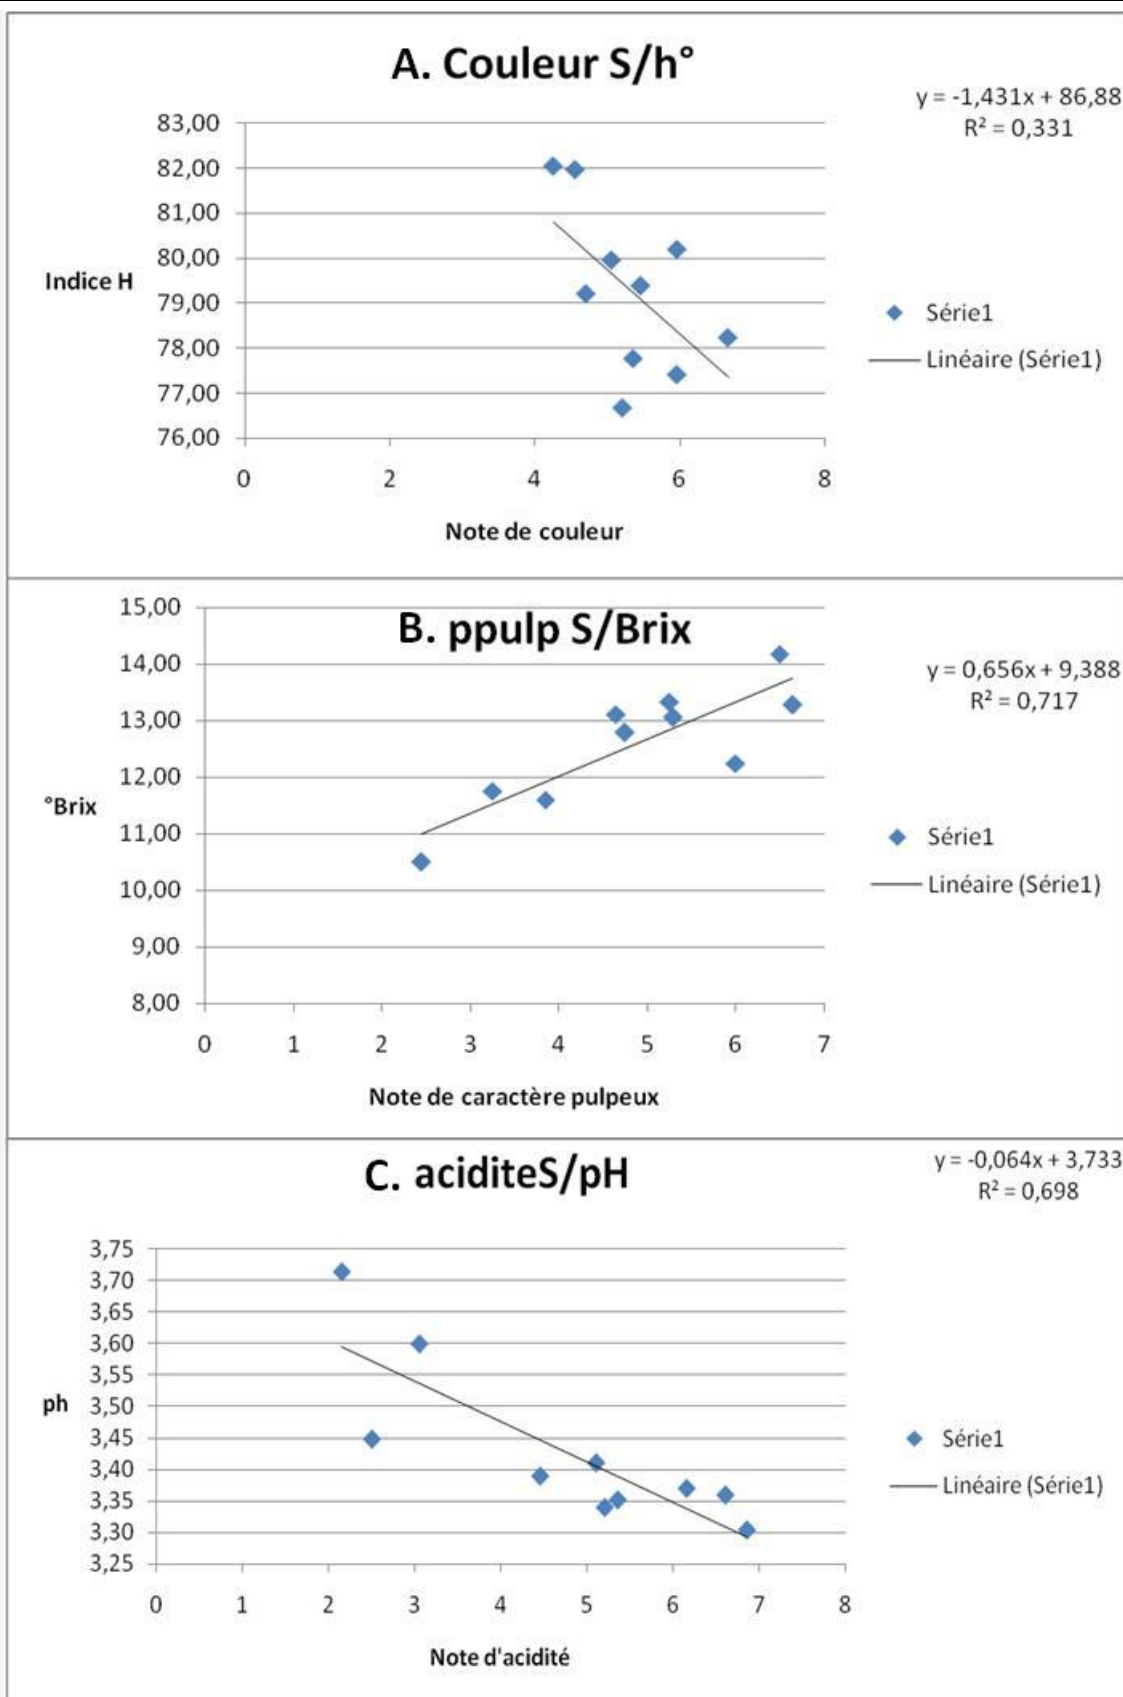 A. Couleur S/h°
y = -1,431x + 86,88
R² = 0,331
83,00
82,00
81,00
80,00
79,00
78,00
77,00
76,00
Indice H
0 2 4 6 8
Note de couleur
Série1
Linéaire (Série1)
B. ppulp S/Brix
y = 0,656x + 9,388
R² = 0,717
15,00
14,00
13,00
12,00
11,00
10,00
9,00
8,00
°Brix
0 1 2 3 4 5 6 7
Note de caractère pulpeux
Série1
Linéaire (Série1)
C. aciditeS/pH
y = -0,064x + 3,733
R² = 0,698
3,75
3,70
3,65
3,60
3,55
3,50
3,45
3,40
3,35
3,30
3,25
ph
0 1 2 3 4 5 6 7 8
Note d'acidité
Série1
Linéaire (Série1)